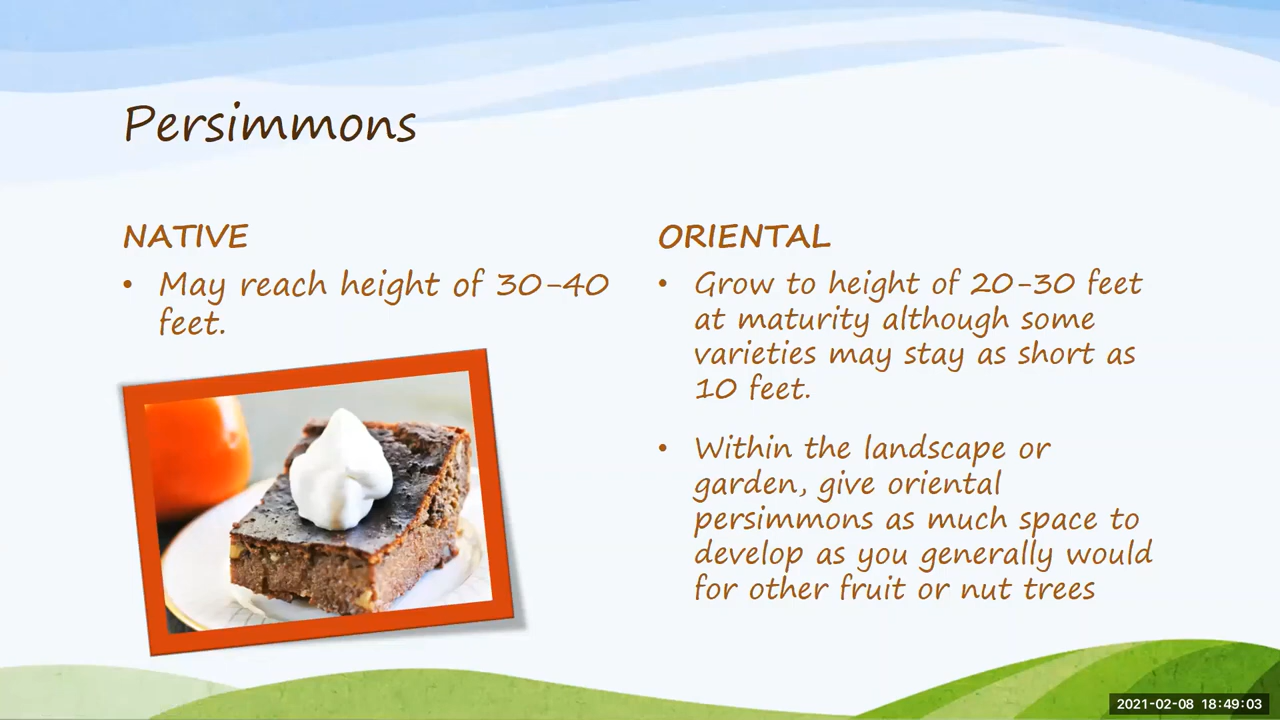 Persimmons
NATIVE
• May reach height of 30-40
feet.
ORIENTAL
• Grow to height of 20-30 feet
at maturity although some
varieties may stay as short as
10 feet.
• Within the landscape or
garden, give oriental
persimmons as much space to
develop as you generally would
for other fruit or nut trees
2021-02-08 18:49:03